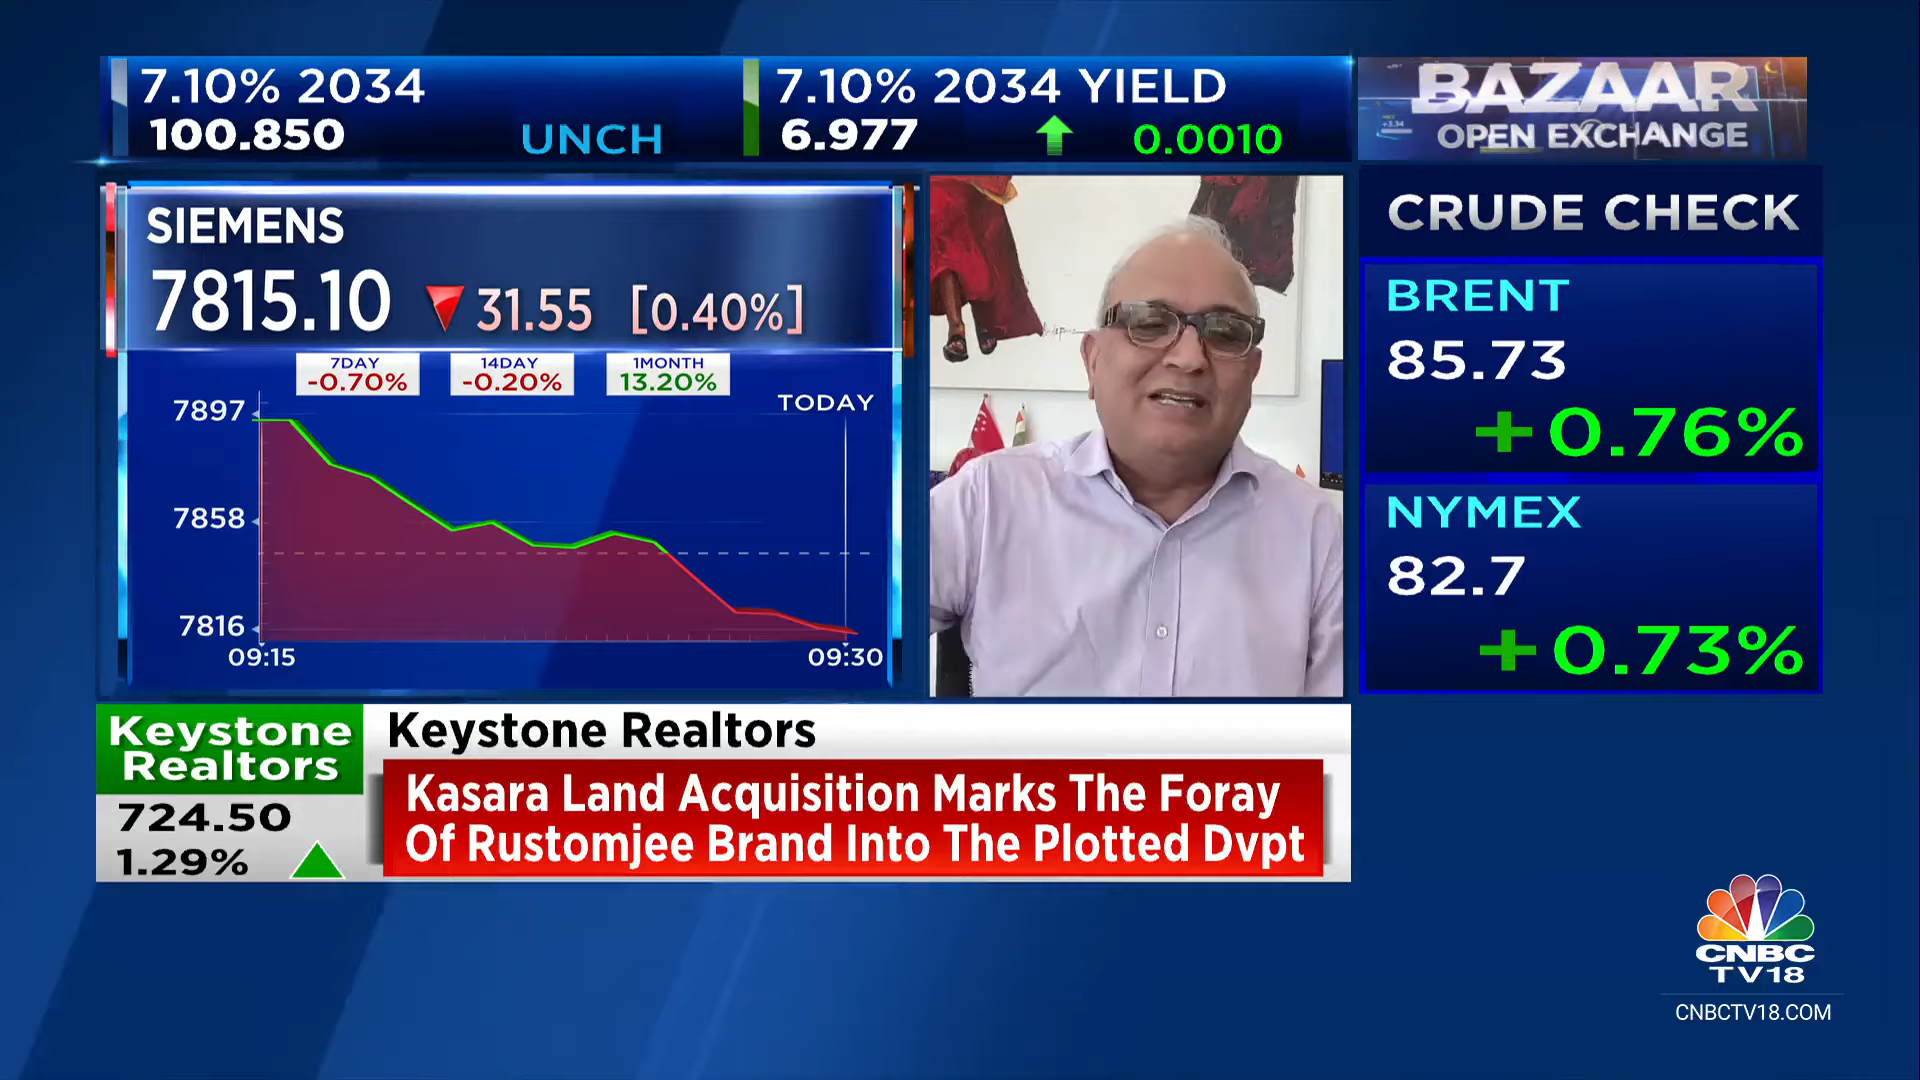 7.10% 2034
100.850 UNCH
7.10% 2034 YIELD
6.977 0.0010
BAZAAR
OPEN EXCHANGE
SIEMENS
7815.10 31.55 [0.40%]
7DAY
-0.70%
14DAY
-0.20%
1MONTH
13.20%
TODAY
7897
7858
7816
09:15 09:30
CRUDE CHECK
BRENT
85.73
+0.76%
NYMEX
82.7
+0.73%
Keystone
Realtors
724.50
1.29%
Keystone Realtors
Kasara Land Acquisition Marks The Foray
Of Rustomjee Brand Into The Plotted Dvpt
CNBC
TV18
CNBCTV18.COM